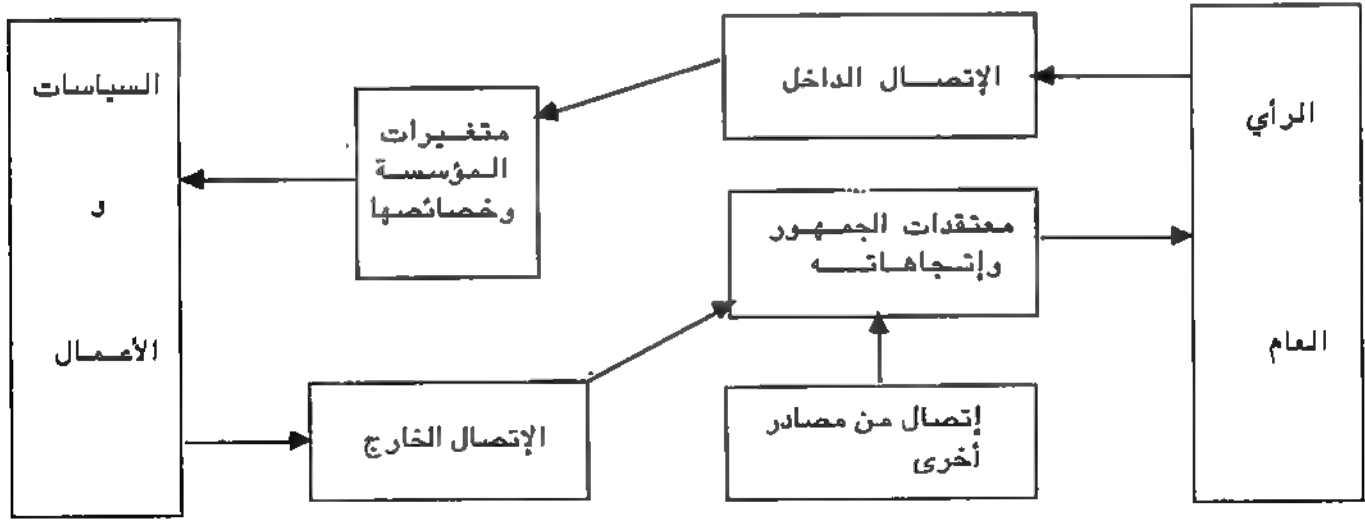 الرأي
العام
الإتصال الداخل
متغيرات
المؤسسة
وخصائصها
السياسات
و
الأعمال
الإتصال الخارج
معتقدات الجمهور
وإتجاهاته
إتصال من مصادر
أخرى